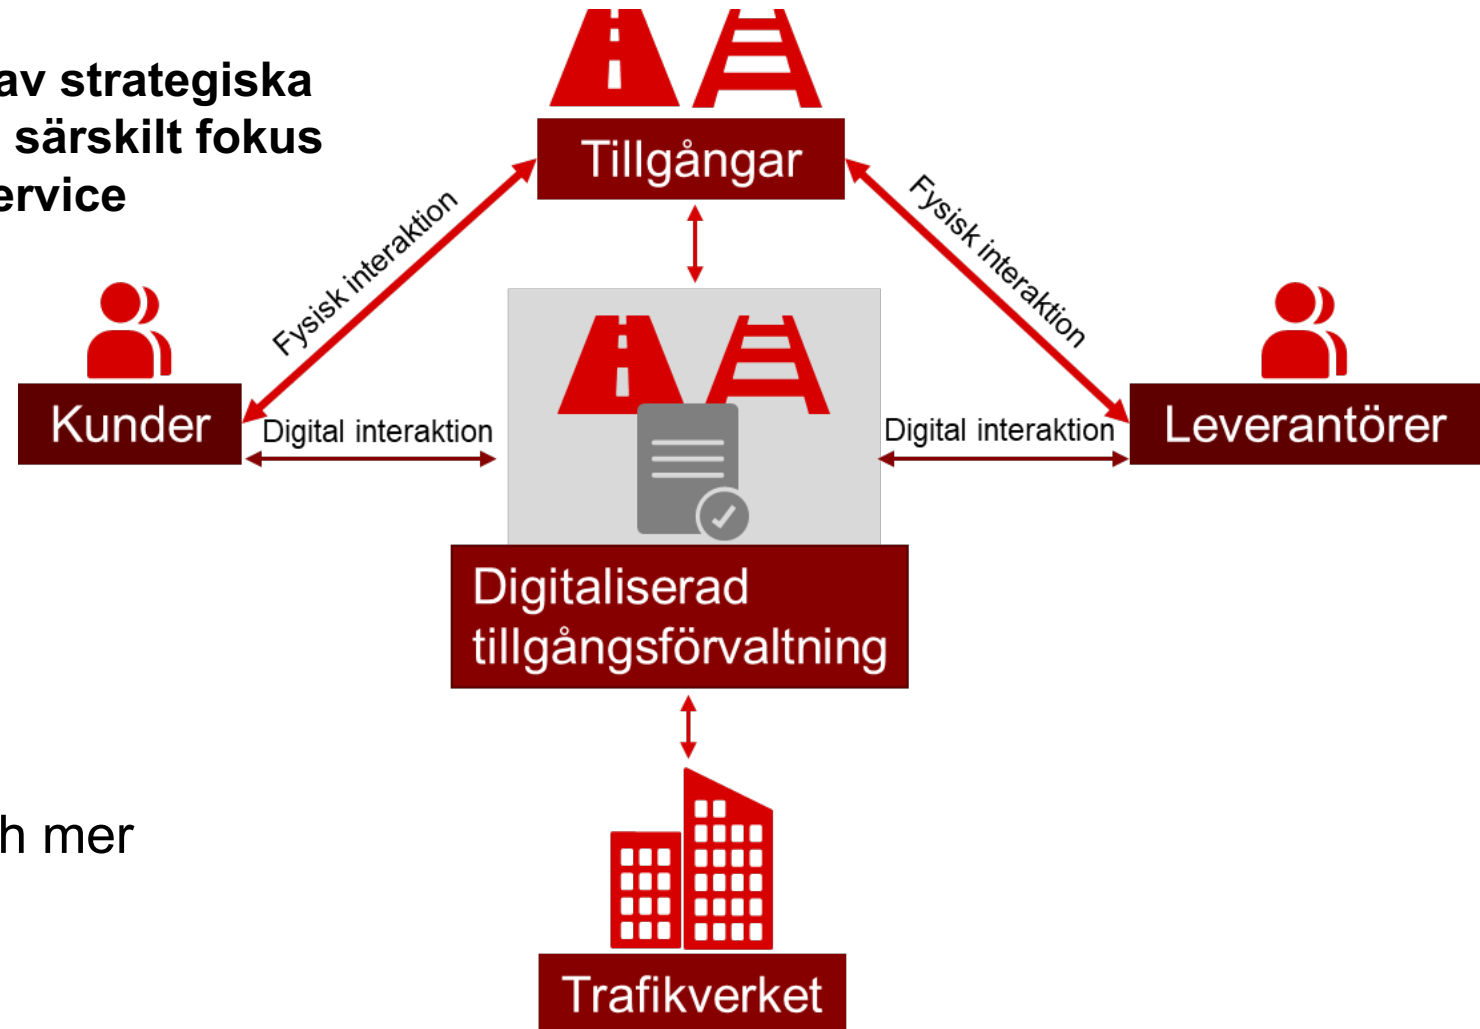 av strategiska
särskilt fokus
Tillgångar
Fysisk interaktion
Fysisk interaktion
Kunder
Digital interaktion
Digital interaktion
Leverantörer
Digitaliserad
tillgångsförvaltning
mer
Trafikverket